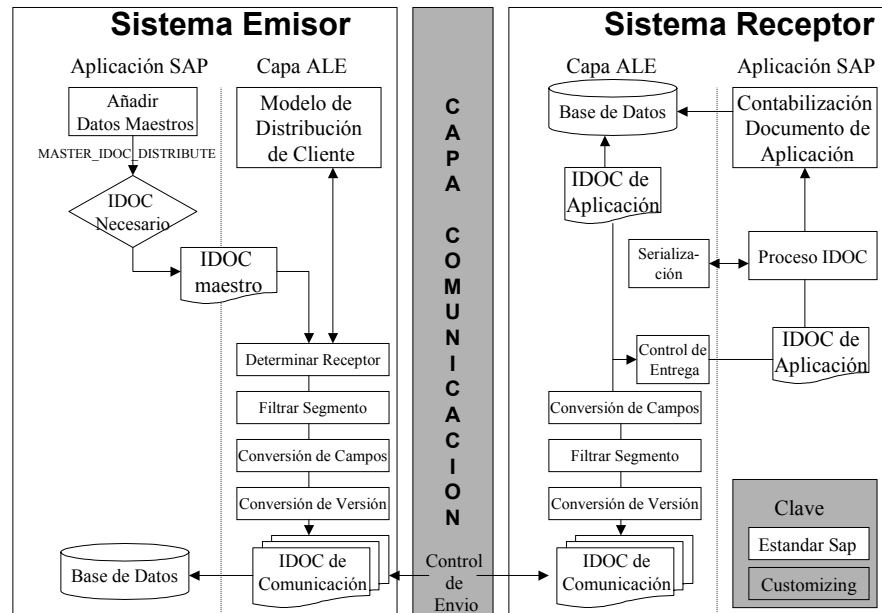 Sistema Emisor
Aplicación SAP
Capa ALE
Añadir
Datos Maestros
MASTER_IDOC_DISTRIBUTE
IDOC
Necesario
Modelo de
Distribución
de Cliente
IDOC
maestro
Determinar Receptor
Filtrar Segmento
Conversión de Campos
Conversión de Versión
IDOC de
Comunicación
Base de Datos
CAPA COMUNICACION
Control
de
Envio
Sistema Receptor
Capa ALE
Aplicación SAP
Base de Datos
Contabilización
Documento de
Aplicación
IDOC de
Aplicación
Serializa-
ción
Proceso IDOC
Control de
Entrega
IDOC de
Aplicación
Conversión de Campos
Filtrar Segmento
Conversión de Versión
IDOC de
Comunicación
Clave
Estandar Sap
Customizing